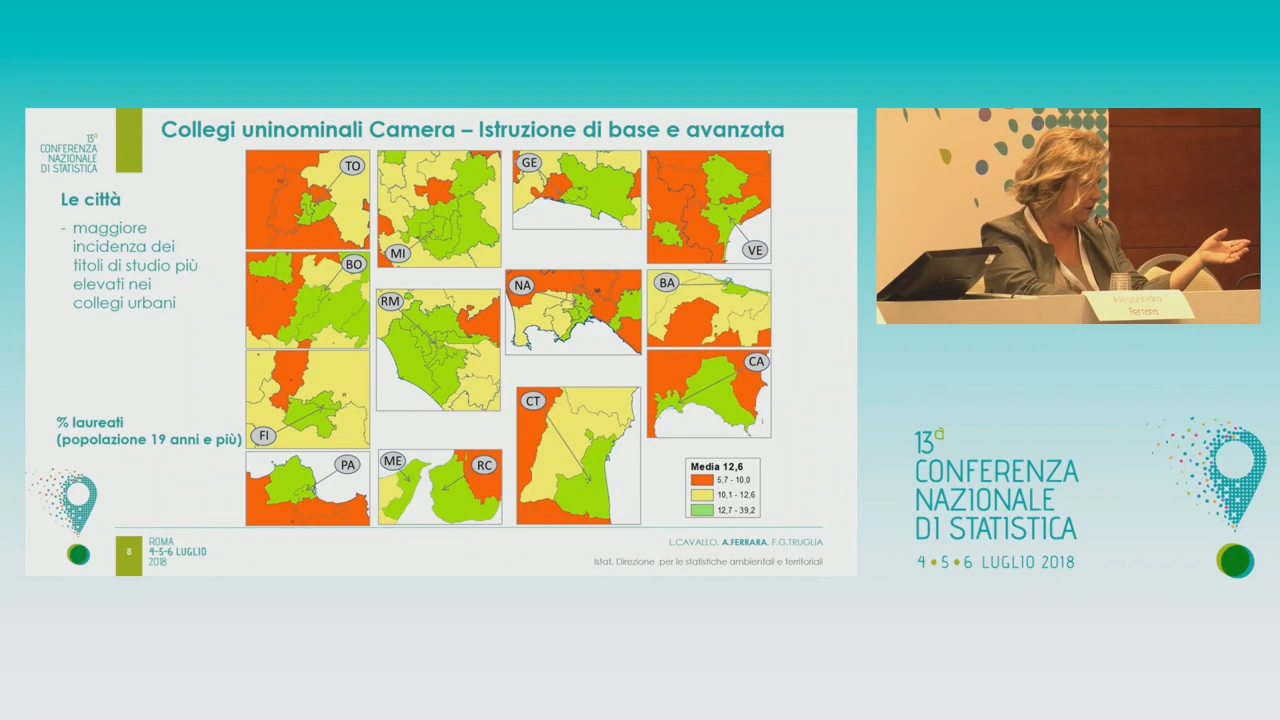 13ª
CONFERENZA
NAZIONALE
DI STATISTICA
Collegi uninominali Camera – Istruzione di base e avanzata
Le città
- maggiore
incidenza dei
titoli di studio più
elevati nei
collegi urbani
% laureati
(popolazione 19 anni e più)
TO
MI
GE
VE
BO
RM
NA
BA
FI
CT
CA
PA
ME
RC
Media 12,6
5,7 - 10,0
10,1 - 12,6
12,7 - 39,2
8
ROMA
4-5-6 LUGLIO
2018
L.CAVALLO, A.FERRARA, F.G.TRUGLIA
Istat, Direzione per le statistiche ambientali e territoriali
Alessandra
Ferrara
13ª
CONFERENZA
NAZIONALE
DI STATISTICA
4 • 5 • 6 LUGLIO 2018